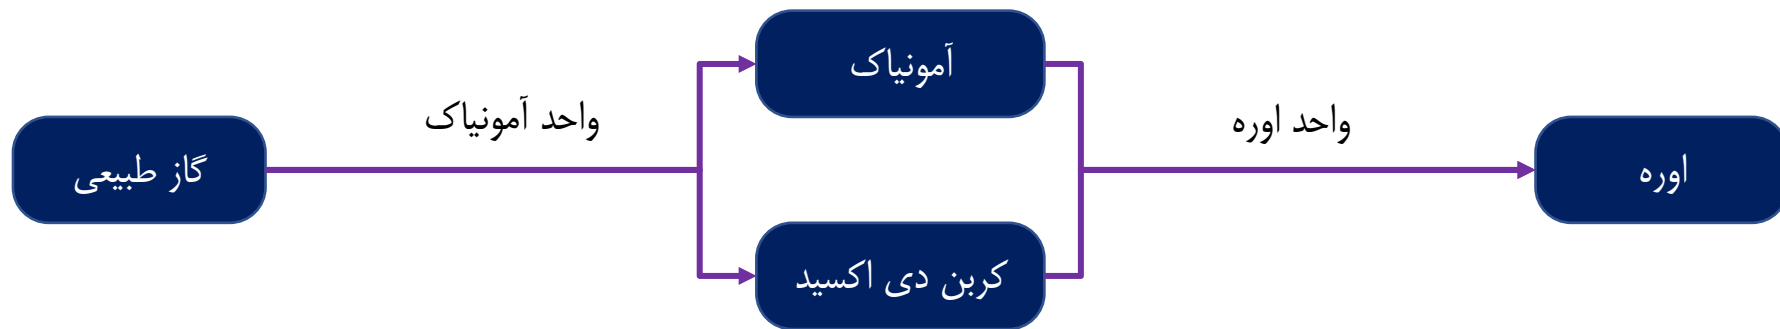 گاز طبیعی
واحد آمونیاک
آمونیاک
کربن دی اکسید
واحد اوره
اوره